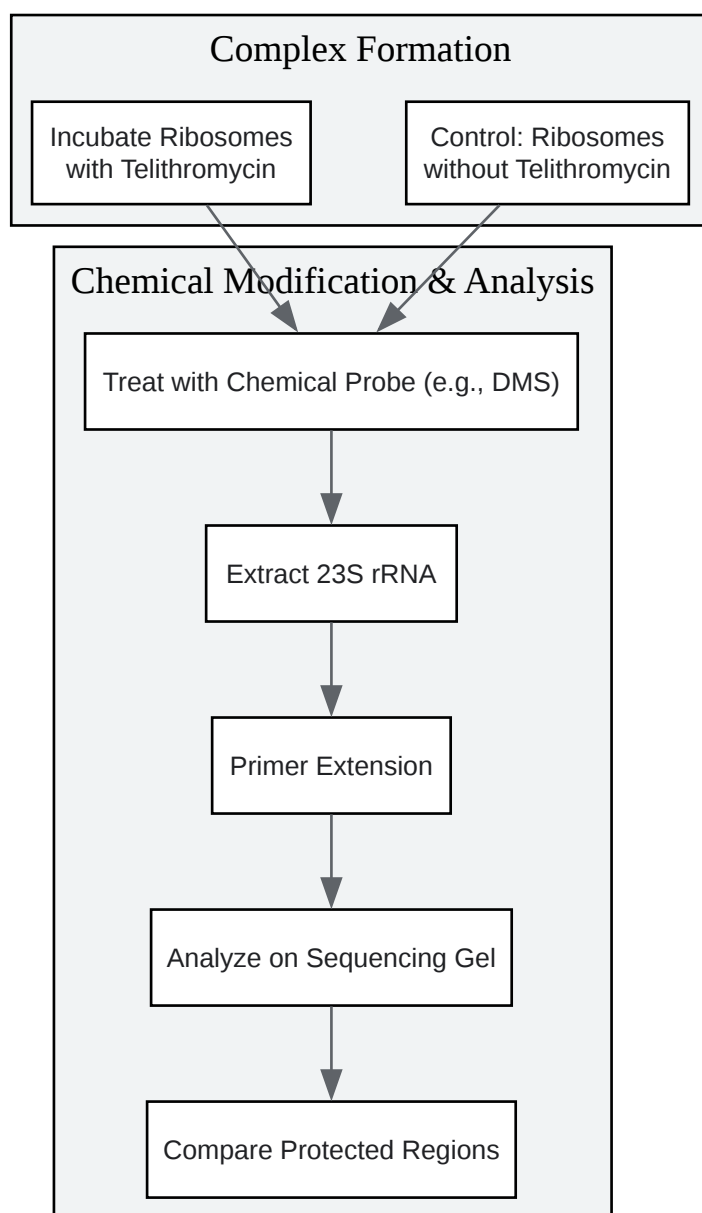 Complex Formation
Incubate Ribosomes
with Telithromycin
Control: Ribosomes
without Telithromycin
Chemical Modification & Analysis
Treat with Chemical Probe (e.g., DMS)
Extract 23S rRNA
Primer Extension
Analyze on Sequencing Gel
Compare Protected Regions